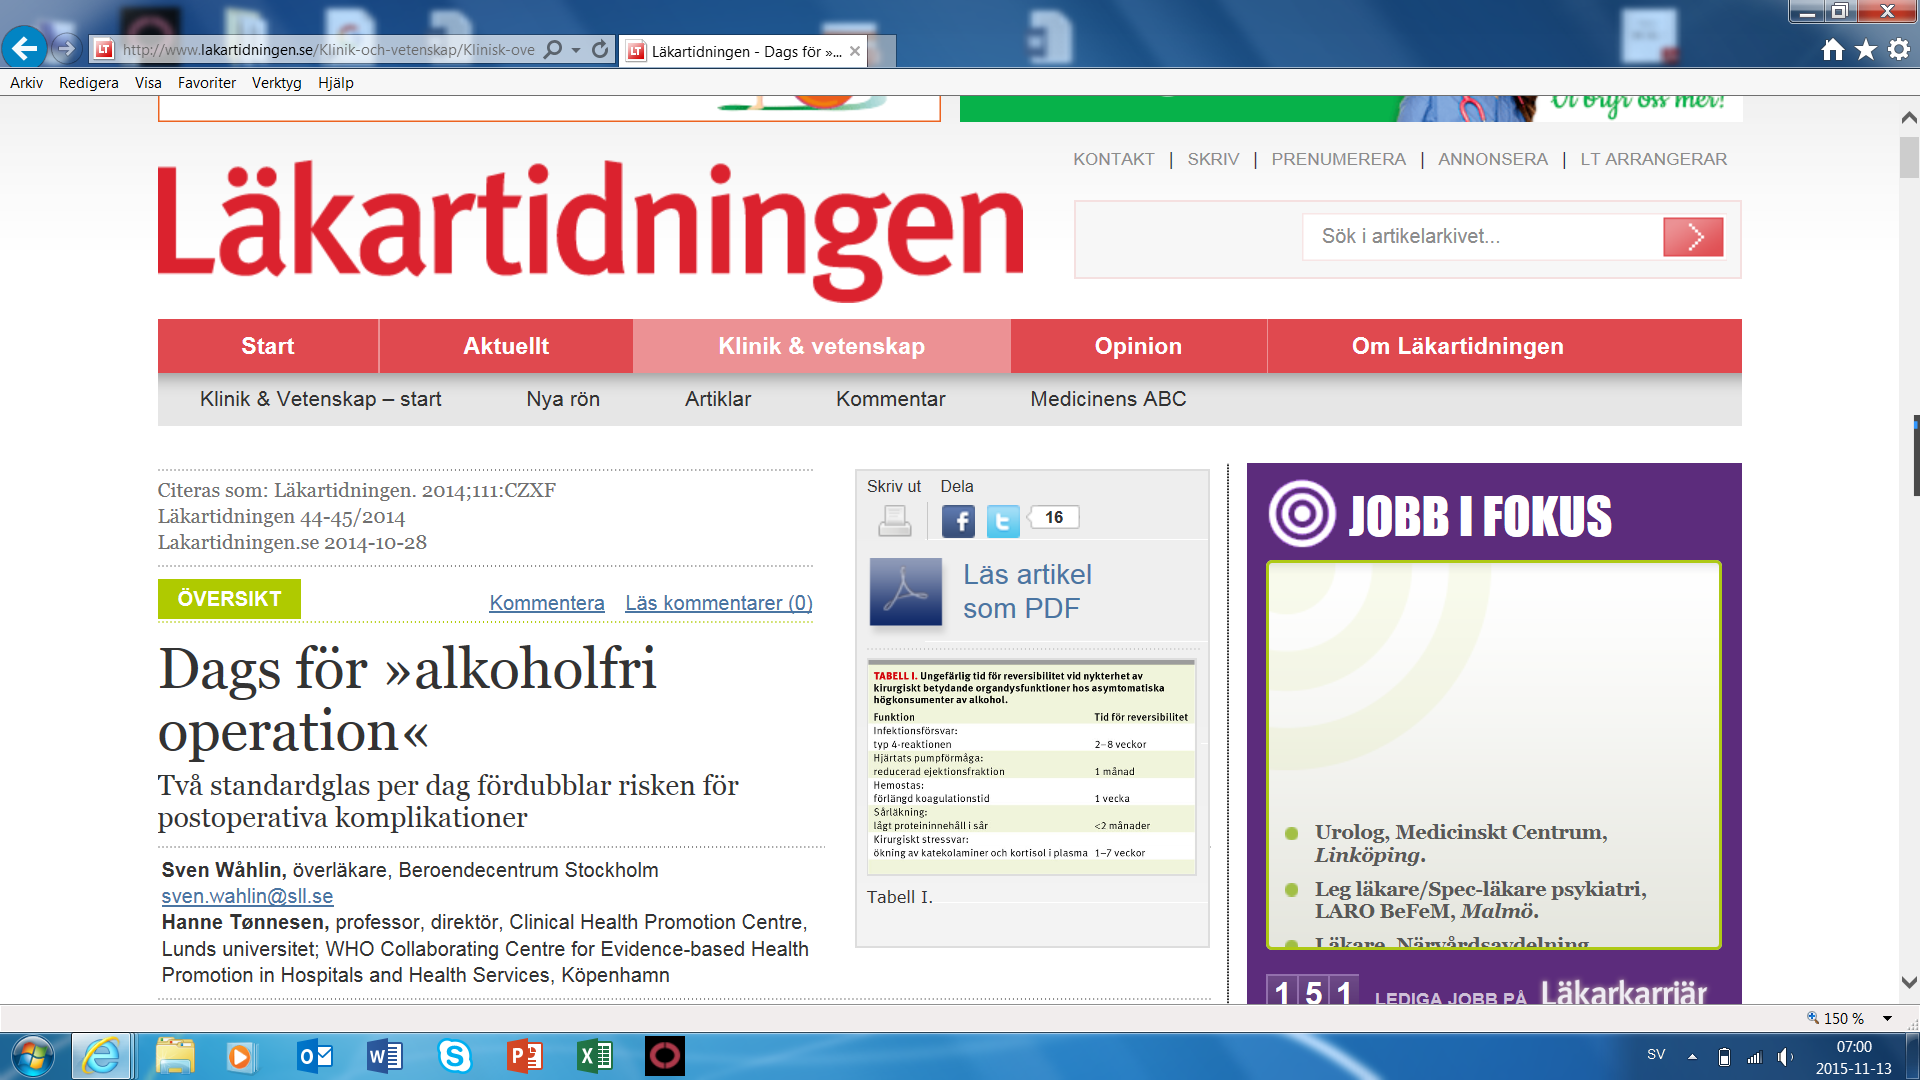 http://www.lakartidningen.se/Klinik-och-vetenskap/Klinisk-ove
Läkartidningen - Dags för »...
Arkiv Redigera Visa Favoriter Verktyg Hjälp
KONTAKT | SKRIV | PRENUMERERA | ANNONSERA | LT ARRANGERAR
Läkartidningen
Sök i artikelarkivet...
Start Aktuellt Klinik & vetenskap Opinion Om Läkartidningen
Klinik & Vetenskap – start Nya rön Artiklar Kommentar Medicinens ABC
Citeras som: Läkartidningen. 2014;111:CZXF
Läkartidningen 44-45/2014
Lakartidningen.se 2014-10-28
ÖVERSIKT Kommentera Läs kommentarer (0)
Dags för »alkoholfri
operation«
Två standardglas per dag fördubblar risken för
postoperativa komplikationer
Sven Wåhlin, överläkare, Beroendecentrum Stockholm
sven.wahlin@sll.se
Hanne Tønnesen, professor, direktör, Clinical Health Promotion Centre,
Lunds universitet; WHO Collaborating Centre for Evidence-based Health
Promotion in Hospitals and Health Services, Köpenhamn
Skriv ut Dela
16
Läs artikel
som PDF
TABELL I. Ungefärlig tid för reversibilitet vid nykterhet av
kirurgiskt betydande organdysfunktioner hos asymtomatiska
högkonsumenter av alkohol.
Funktion Tid för reversibilitet
Infektionsförsvar:
typ 4-reaktionen 2–8 veckor
Hjärtats pumpförmåga:
reducerad ejektionsfraktion 1 månad
Hemostas:
förlängd koagulationstid 1 vecka
Sårläkning:
lågt proteininnehåll i sår <2 månader
Kirurgiskt stressvar:
ökning av katekolaminer och kortisol i plasma 1–7 veckor
Tabell I.
JOBB I FOKUS
Urolog, Medicinskt Centrum,
Linköping.
Leg läkare/Spec-läkare psykiatri,
LARO BeFeM, Malmö.
Läkare, Närvårdsavdelning
151 LEDIGA JOBB PÅ Läkarkarriär
150 %
SV
07:00
2015-11-13